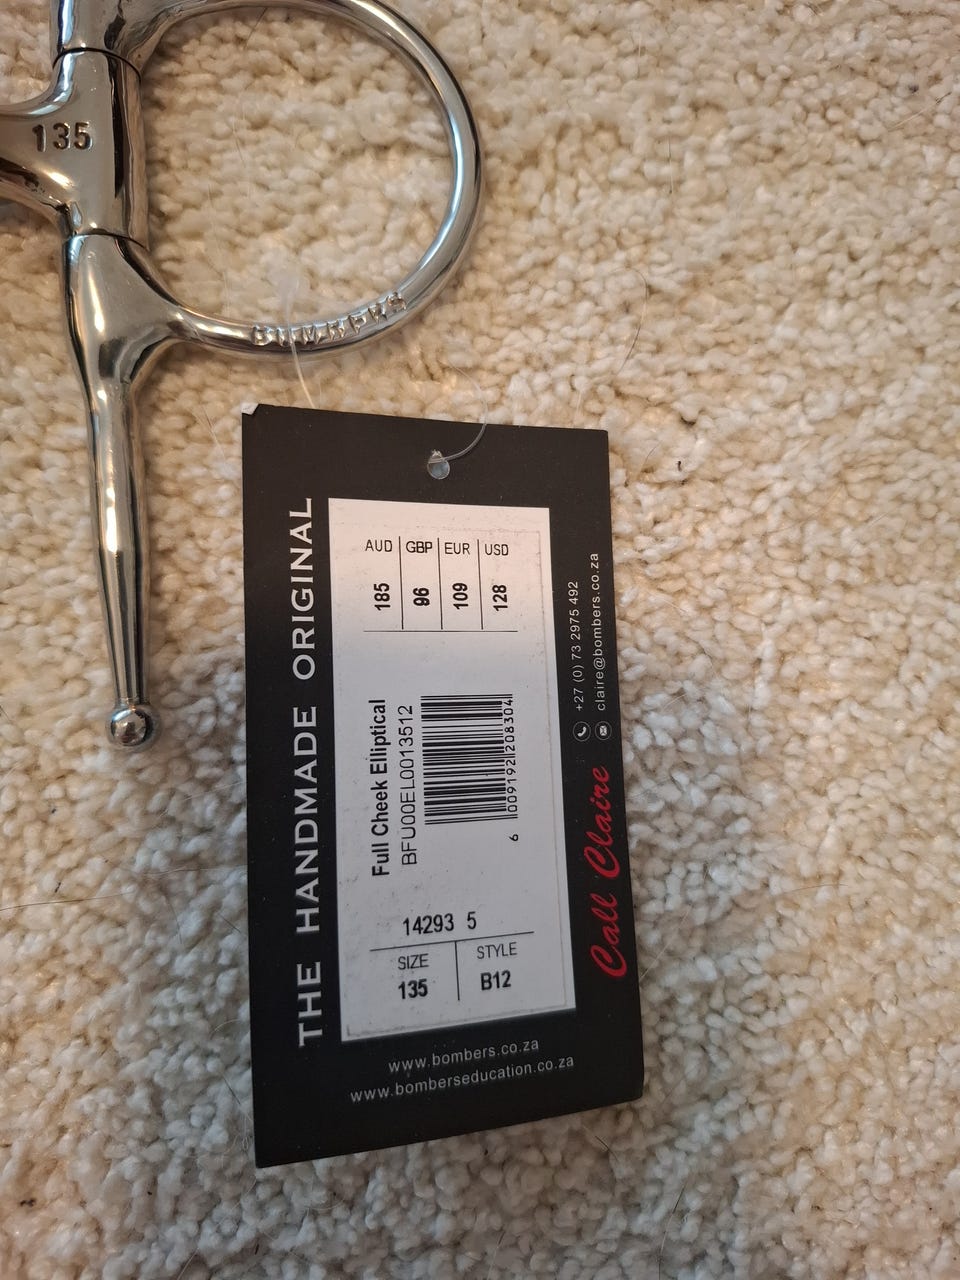 135
BOMBERS
THE HANDMADE ORIGINAL
AUD GBP EUR USD
185 96 109 128
Full Cheek Elliptical
BFU00EL0013512
6 009192 208304
14293 5
SIZE STYLE
135 B12
Call Claire
+27 (0) 73 2975 492
claire@bombers.co.za
www.bombers.co.za
www.bomberseducation.co.za